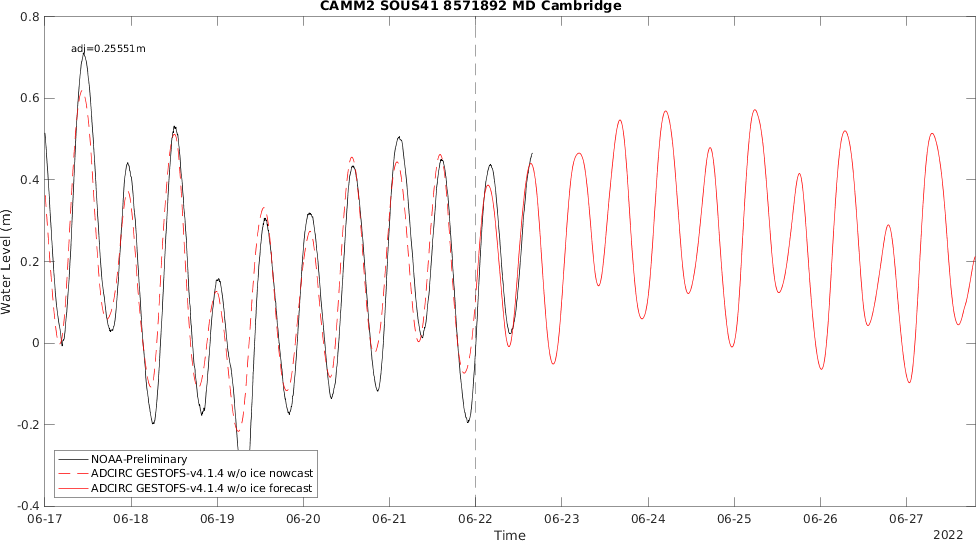 CAMM2 SOUS41 8571892 MD Cambridge
adj=0.25551m
0.8
0.6
0.4
0.2
0
-0.2
-0.4
Water Level (m)
NOAA-Preliminary
ADCIRC GESTOFS-v4.1.4 w/o ice nowcast
ADCIRC GESTOFS-v4.1.4 w/o ice forecast
06-17 06-18 06-19 06-20 06-21 06-22 06-23 06-24 06-25 06-26 06-27
Time
2022